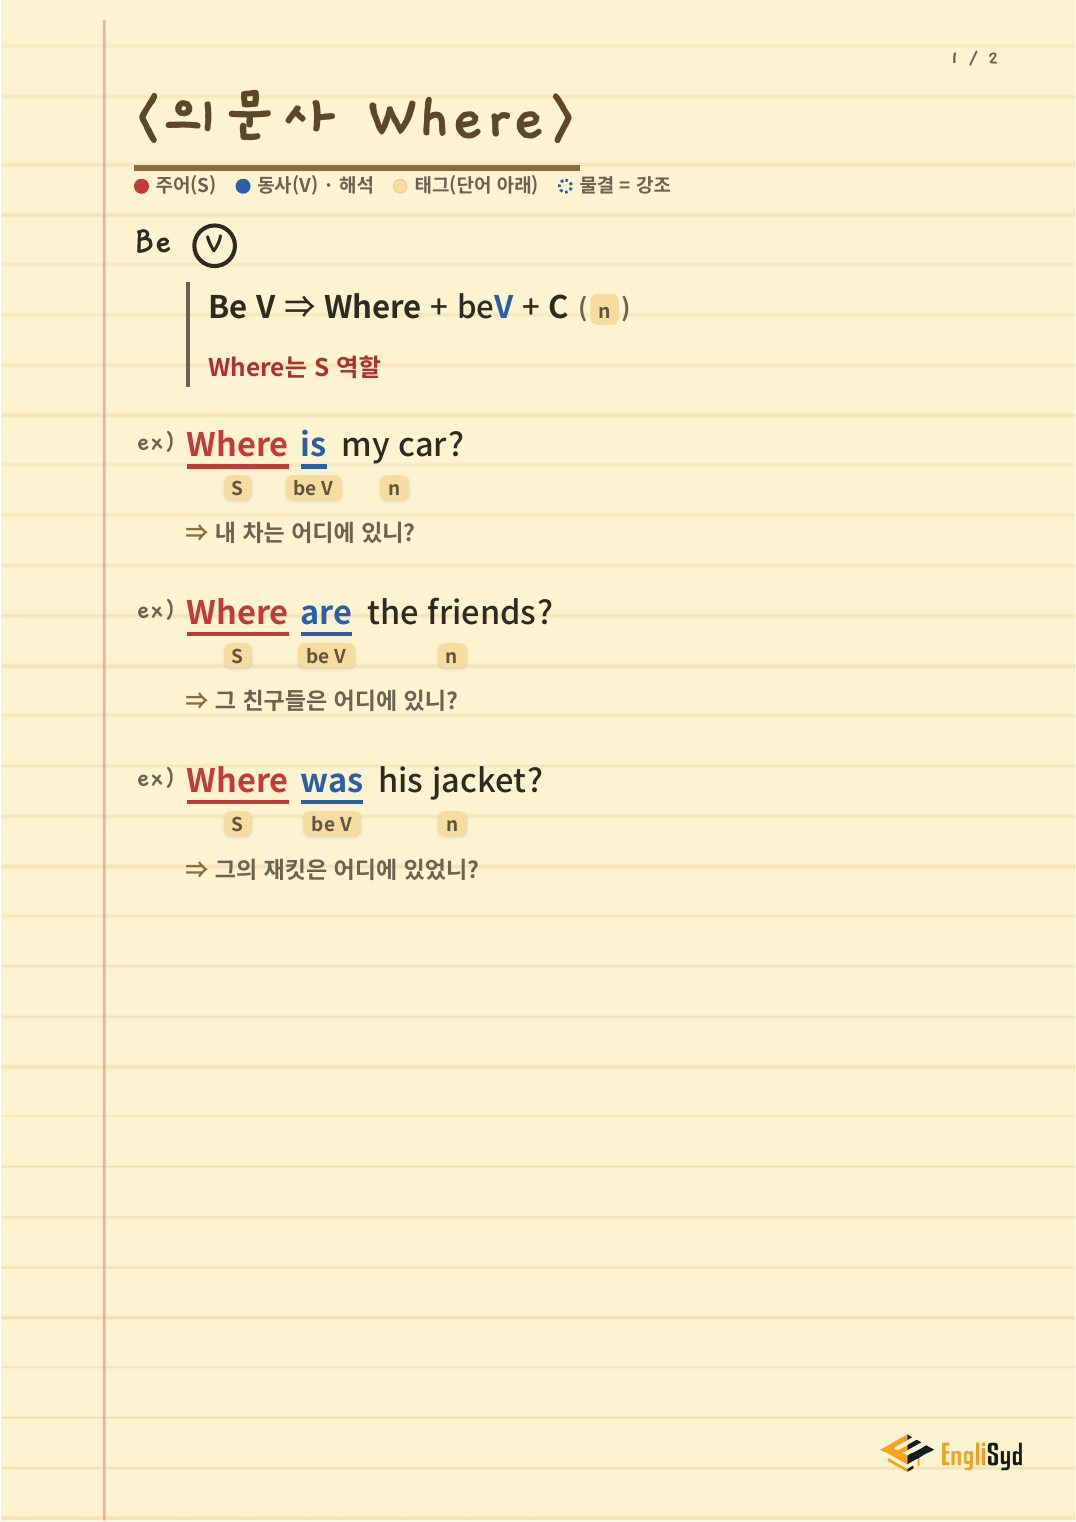 1 / 2
<의문사 Where>
주어(S) 동사(V) · 해석 태그(단어 아래) 물결 = 강조
Be V
Be V ⇒ Where + beV + C (n)
Where는 S 역할
ex) Where is my car?
S be V n
⇒ 내 차는 어디에 있니?
ex) Where are the friends?
S be V n
⇒ 그 친구들은 어디에 있니?
ex) Where was his jacket?
S be V n
⇒ 그의 재킷은 어디에 있었니?
EngliSyd